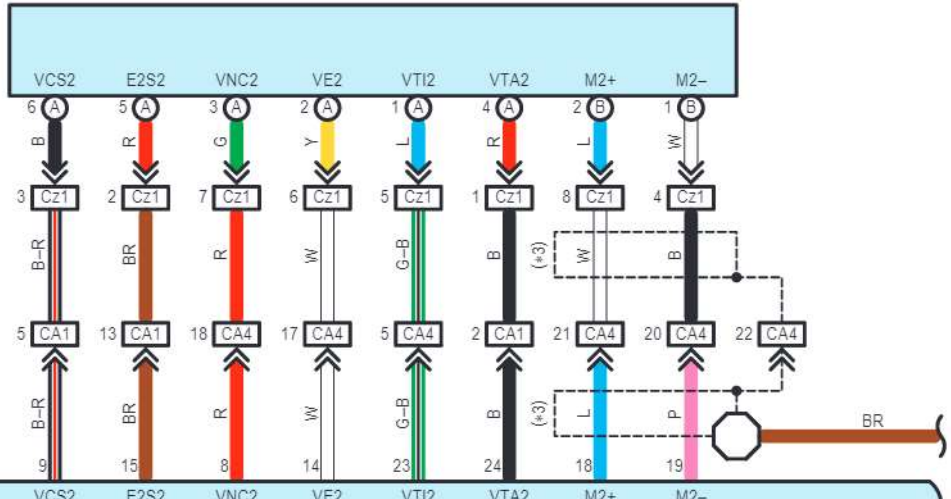 VCS2 E2S2 VNC2 VE2 VTI2 VTA2 M2+ M2−
6 A 5 A 3 A 2 A 1 A 4 A 2 B 1 B
B R G Y L R L W
3 Cz1 2 Cz1 7 Cz1 6 Cz1 5 Cz1 1 Cz1 8 Cz1 4 Cz1
B–R BR R W G–B B (*3) W B
5 CA1 13 CA1 18 CA4 17 CA4 5 CA4 2 CA1 21 CA4 20 CA4 22 CA4
B–R BR R W G–B B (*3) L P BR
9 15 8 14 23 24 18 19
VCS2 E2S2 VNC2 VE2 VTI2 VTA2 M2+ M2−